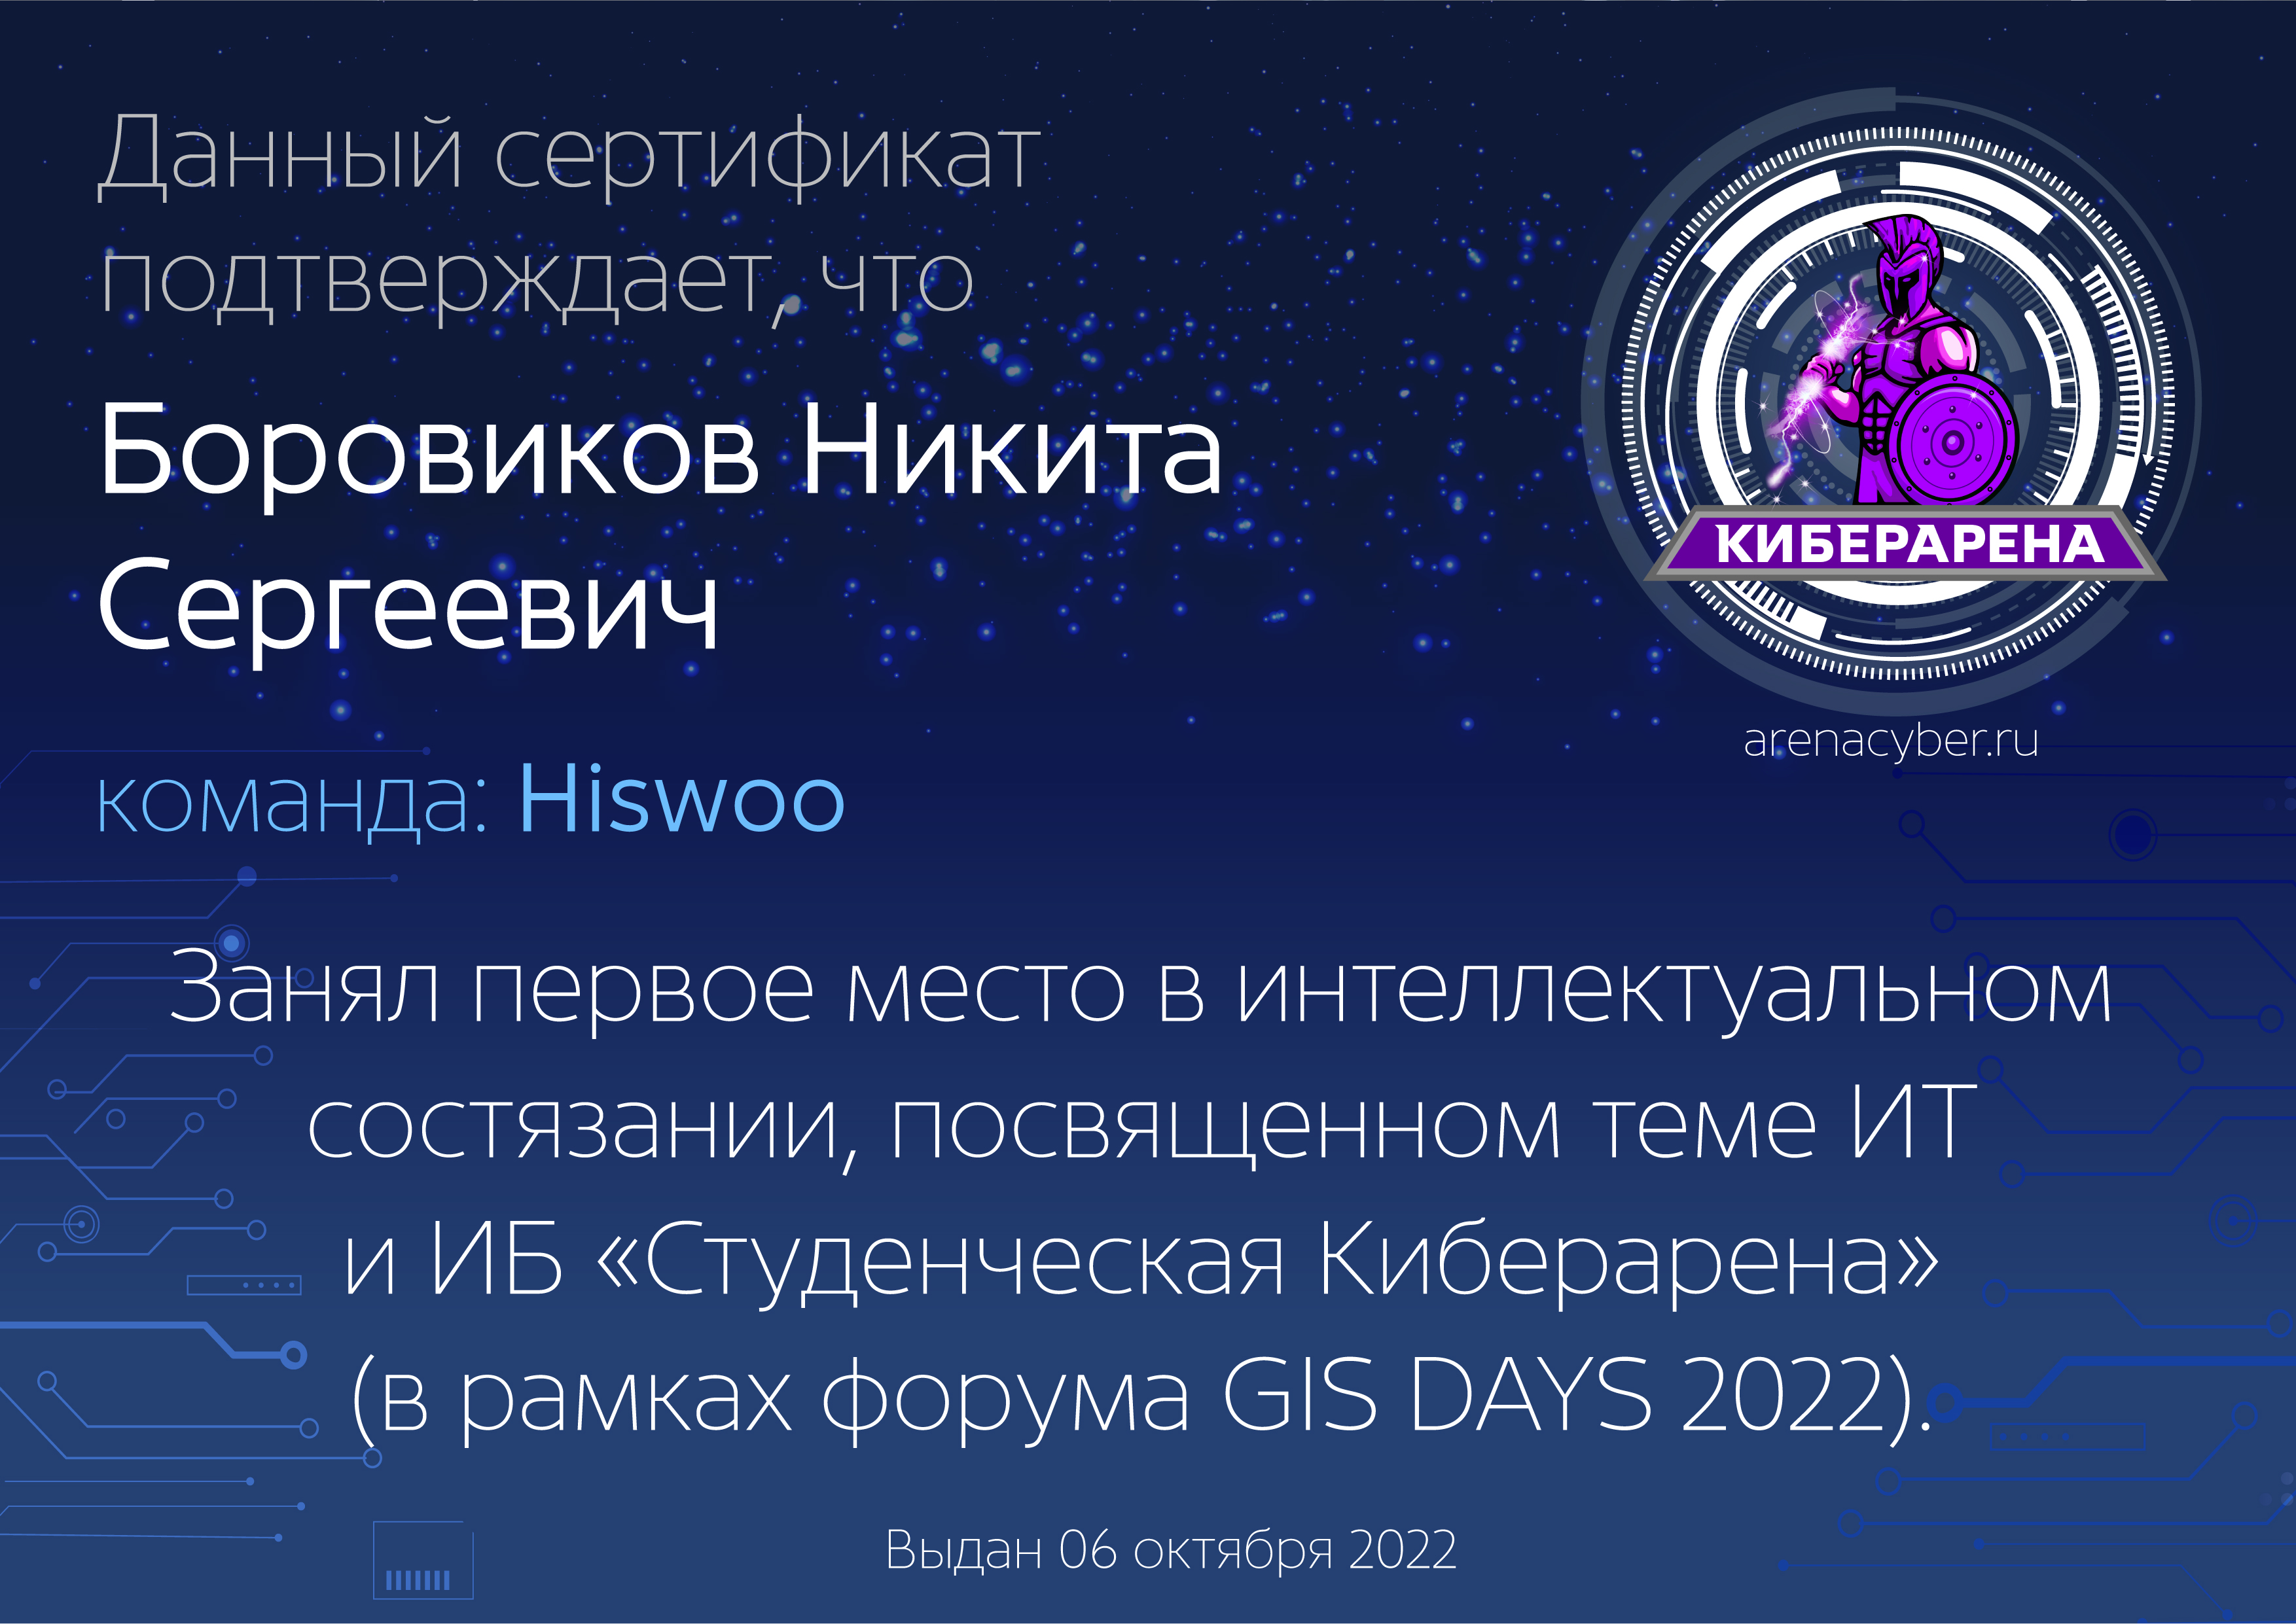 Данный сертификат
подтверждает, что
Боровиков Никита
Сергеевич
КИБЕРАРЕНА
arenacyber.ru
команда: Hiswoo
Занял первое место в интеллектуальном
состязании, посвященном теме ИТ
и ИБ «Студенческая Киберарена»
(в рамках форума GIS DAYS 2022).
Выдан 06 октября 2022